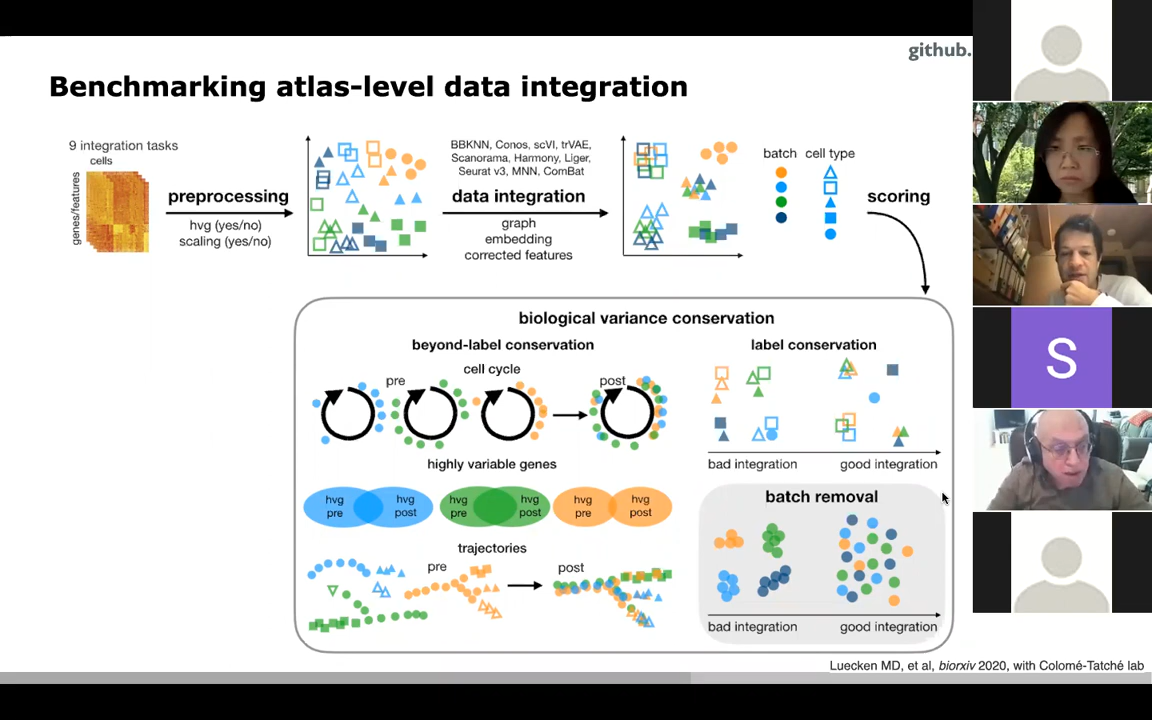 github.
Benchmarking atlas-level data integration
9 integration tasks
cells
genes/features
preprocessing
hvg (yes/no)
scaling (yes/no)
BBKNN, Conos, scVI, trVAE,
Scanorama, Harmony, Liger,
Seurat v3, MNN, ComBat
data integration
graph
embedding
corrected features
batch cell type
scoring
biological variance conservation
beyond-label conservation
cell cycle
pre
post
highly variable genes
hvg pre
hvg post
hvg pre
hvg post
hvg pre
hvg post
trajectories
pre
post
label conservation
bad integration good integration
batch removal
bad integration good integration
Luecken MD, et al, biorxiv 2020, with Colomé-Tatché lab
S